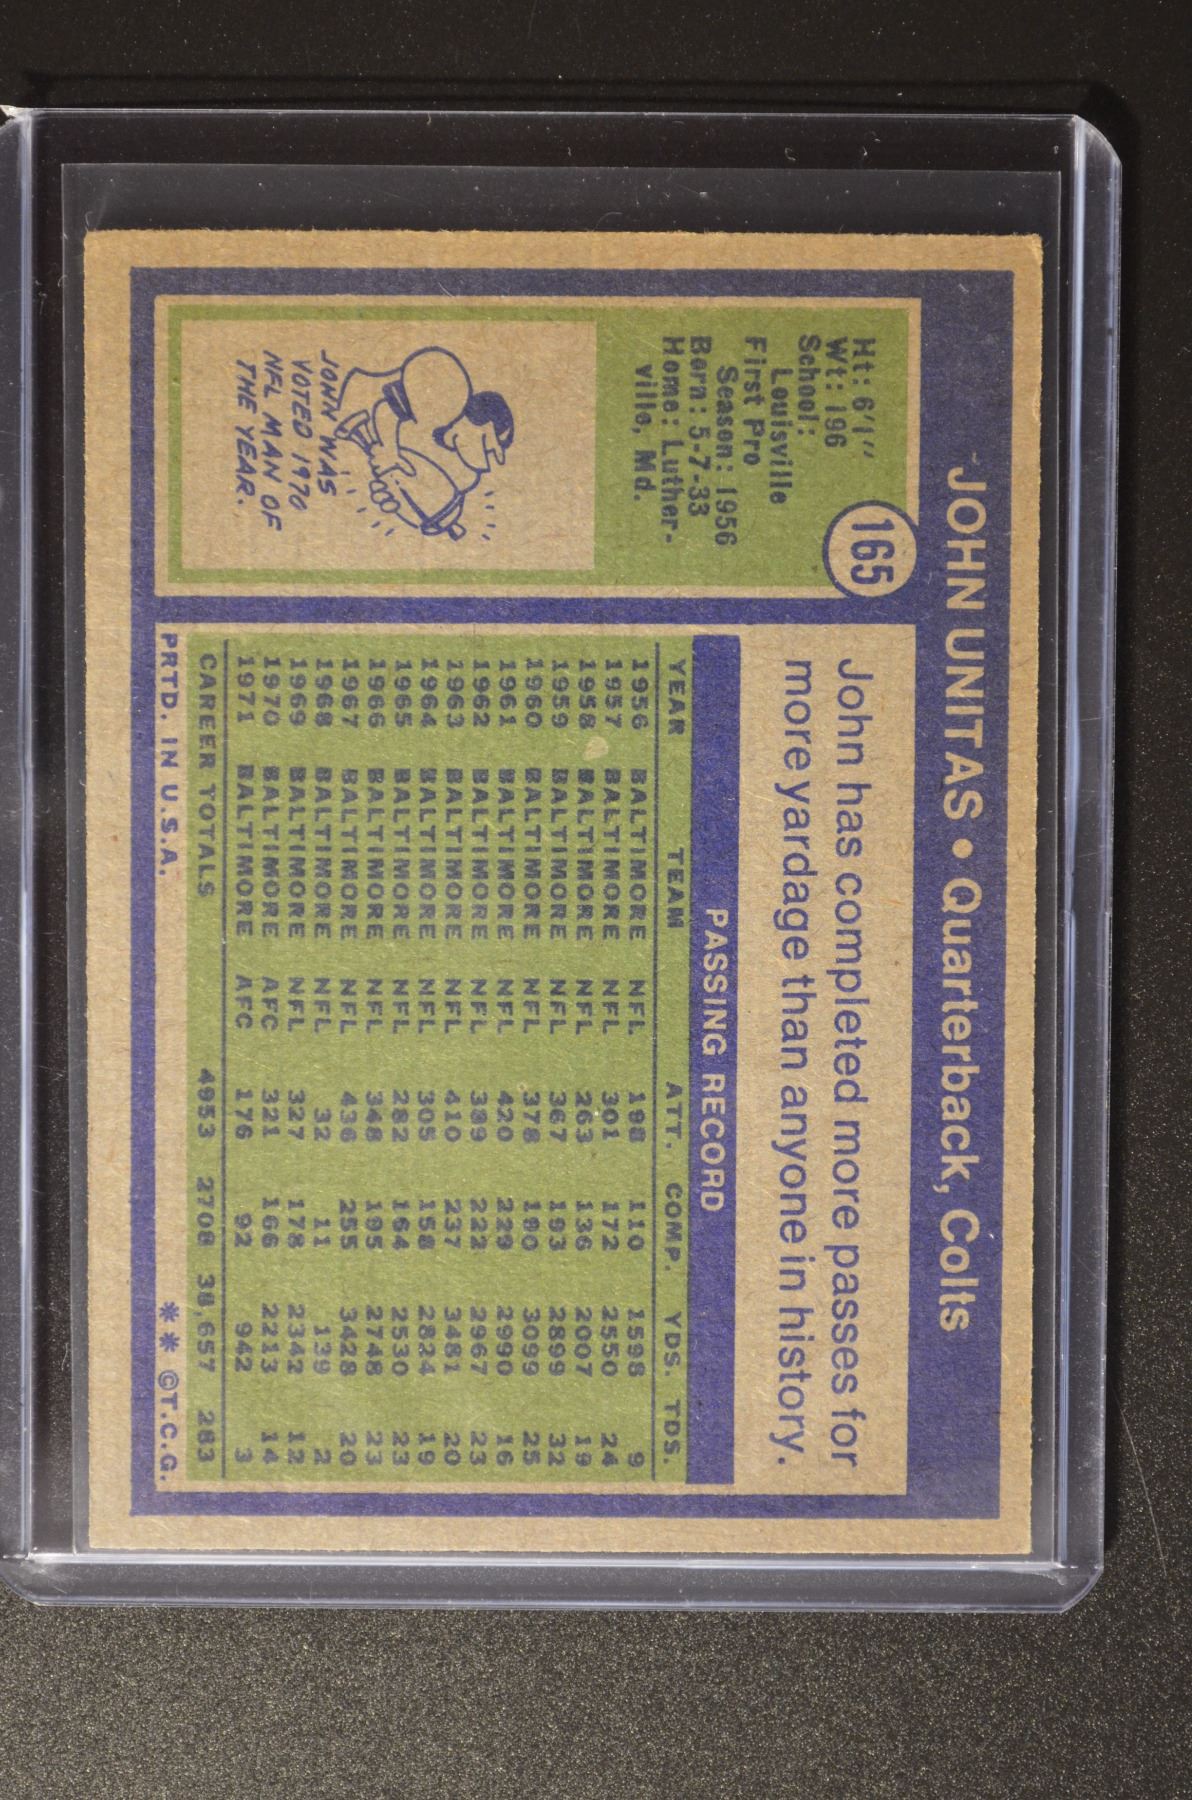 JOHN UNITAS • Quarterback, Colts
165
Ht: 6'1"
Wt: 196
School:
Louisville
First Pro
Season: 1956
Born: 5-7-33
Home: Luther-
ville, Md.
JOHN WAS
VOTED 1970
NFL MAN OF
THE YEAR.
John has completed more passes for
more yardage than anyone in history.
PASSING RECORD
YEAR TEAM ATT. COMP. YDS. TDS.
1956 BALTIMORE NFL 198 110 1598 9
1957 BALTIMORE NFL 301 172 2550 24
1958 BALTIMORE NFL 263 136 2007 19
1959 BALTIMORE NFL 367 193 2899 32
1960 BALTIMORE NFL 378 190 3099 25
1961 BALTIMORE NFL 420 229 2990 16
1962 BALTIMORE NFL 389 222 2967 23
1963 BALTIMORE NFL 410 237 3481 20
1964 BALTIMORE NFL 305 158 2824 19
1965 BALTIMORE NFL 282 164 2530 23
1966 BALTIMORE NFL 348 195 2748 23
1967 BALTIMORE NFL 436 255 3428 20
1968 BALTIMORE NFL 32 11 139 2
1969 BALTIMORE NFL 327 178 2342 12
1970 BALTIMORE AFC 321 166 2213 14
1971 BALTIMORE AFC 176 92 942 3
CAREER TOTALS 4953 2708 38,657 283
PRTD. IN U.S.A. ** ©T.C.G.